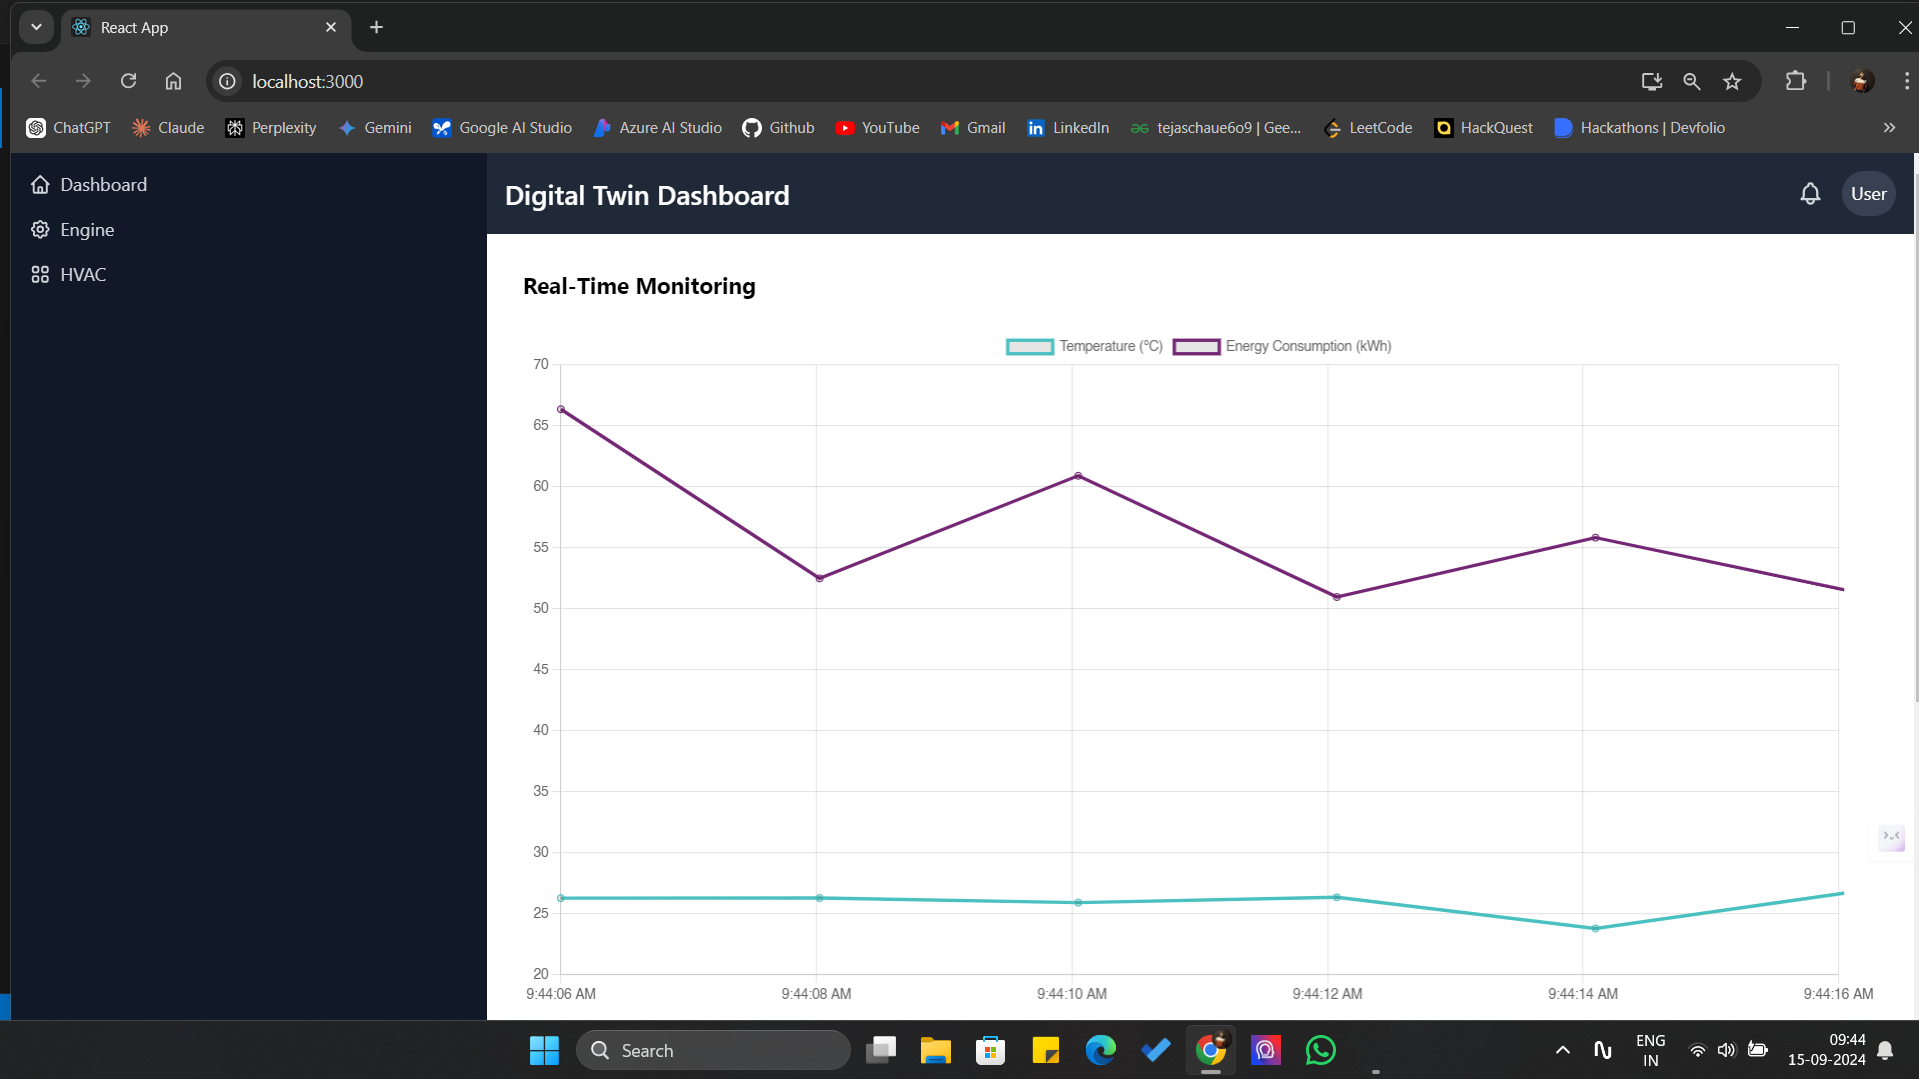 React App
localhost:3000
ChatGPT Claude Perplexity Gemini Google AI Studio Azure AI Studio Github YouTube Gmail LinkedIn tejaschaue6o9 | Gee... LeetCode HackQuest Hackathons | Devfolio
Dashboard
Engine
HVAC
Digital Twin Dashboard
User
Real-Time Monitoring
Temperature (°C) Energy Consumption (kWh)
70
65
60
55
50
45
40
35
30
25
20
9:44:06 AM 9:44:08 AM 9:44:10 AM 9:44:12 AM 9:44:14 AM 9:44:16 AM
Search
ENG
IN
09:44
15-09-2024